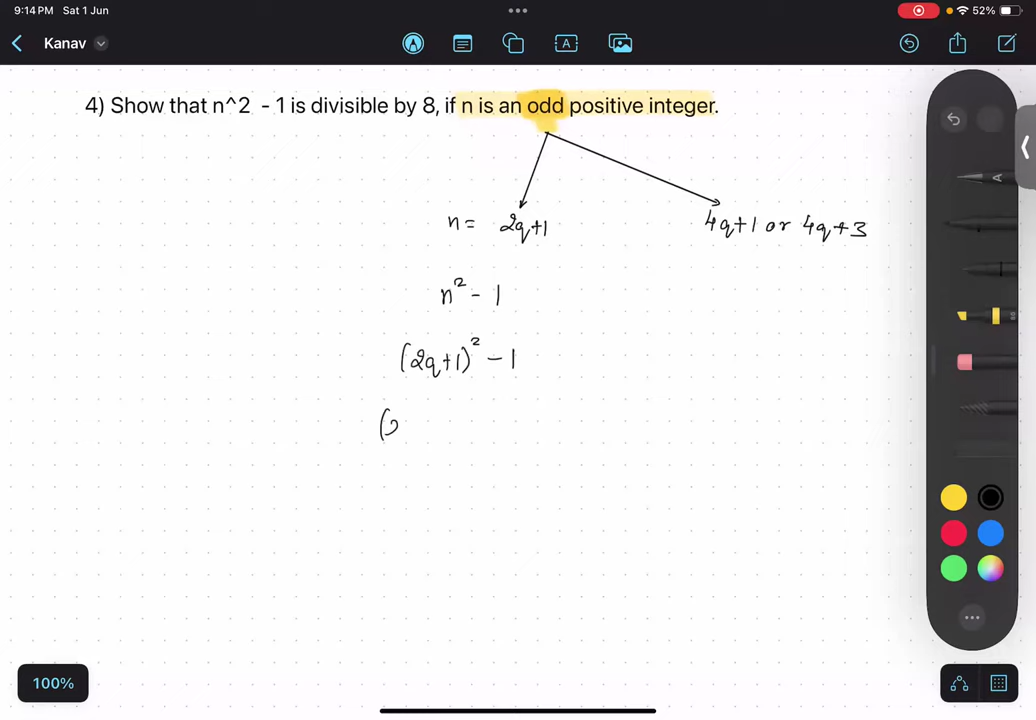 9:14 PM Sat 1 Jun
52%
Kanav
A
4) Show that n^2 - 1 is divisible by 8, if n is an odd positive integer.
A
n = 2q+1
4q+1 or 4q+3
n² - 1
(2q+1)² - 1
(
100%